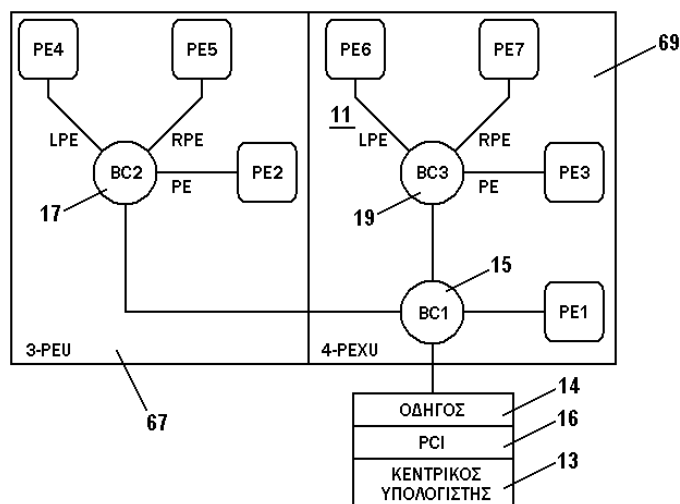 PE4
PE5
PE6
PE7
69
LPE
RPE
11
LPE
RPE
BC2
PE
PE2
BC3
PE
PE3
17
19
15
BC1
PE1
3-PEU
4-PEXU
67
14
ΟΔΗΓΟΣ
16
PCI
13
ΚΕΝΤΡΙΚΟΣ
ΥΠΟΛΟΓΙΣΤΗΣ